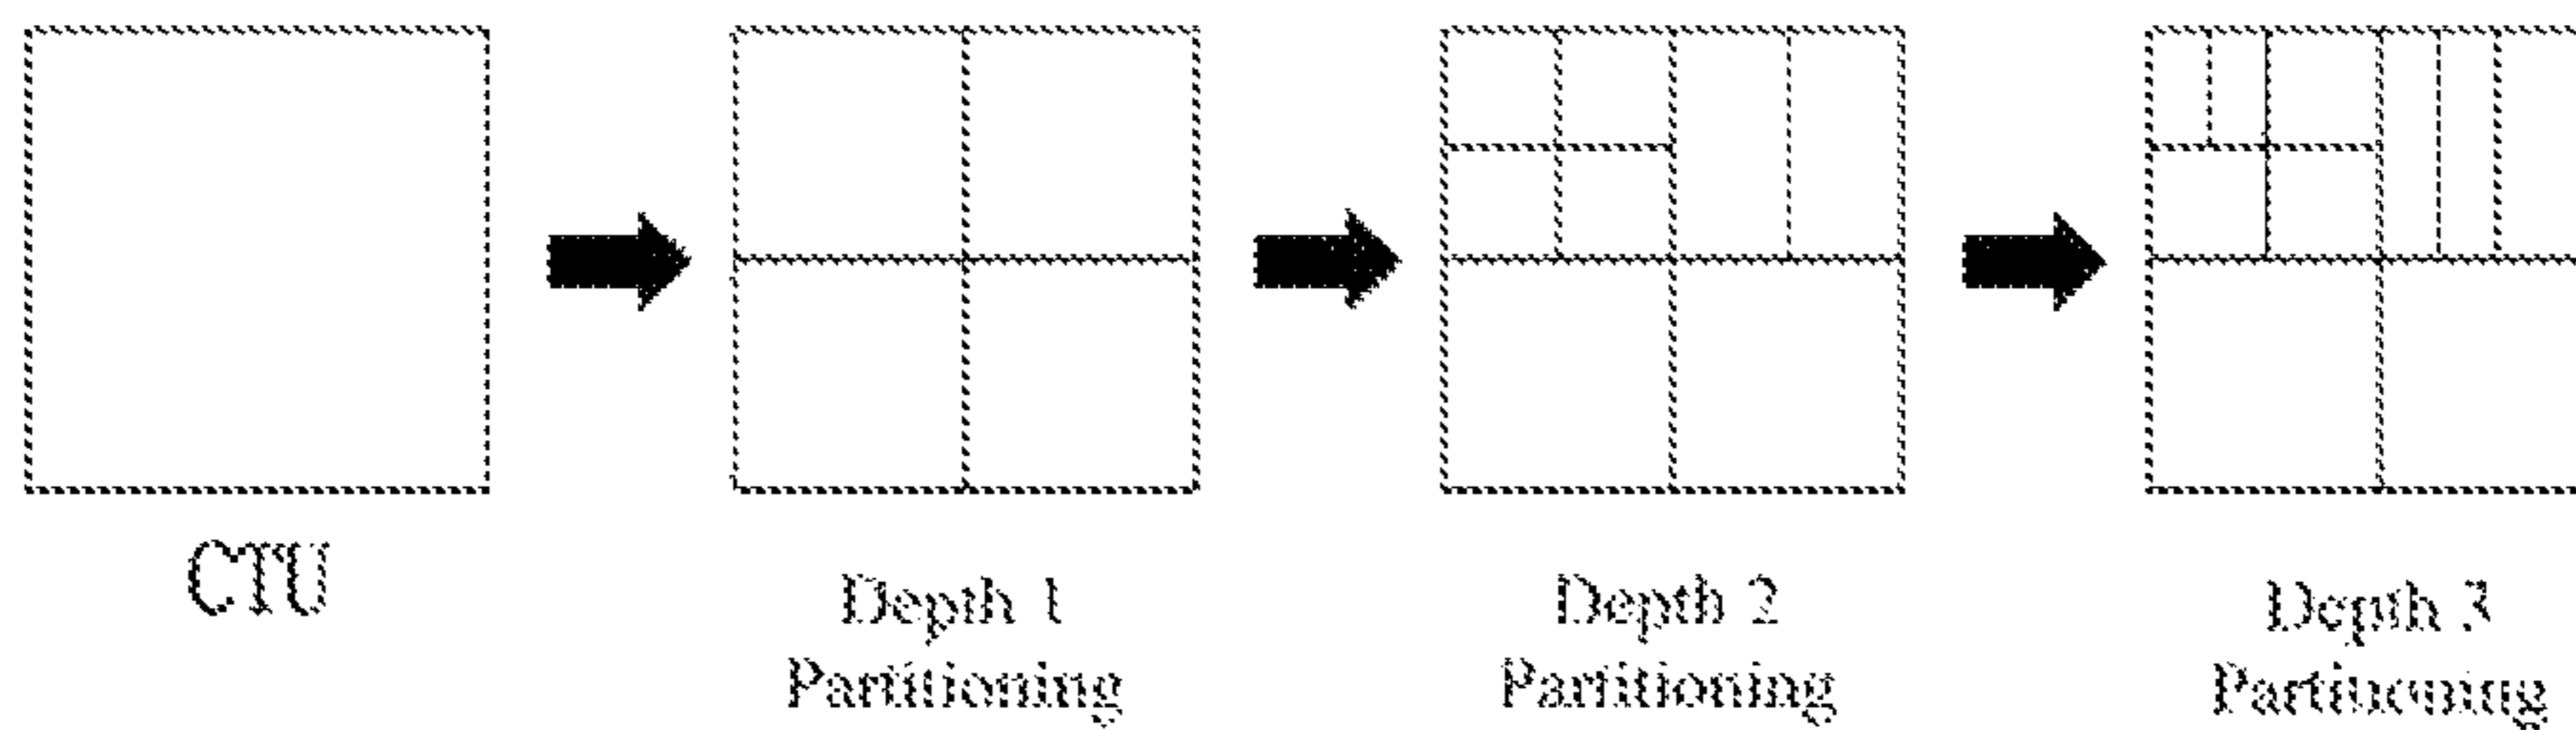 CTU
Depth 1
Partitioning
Depth 2
Partitioning
Depth 3
Partitioning